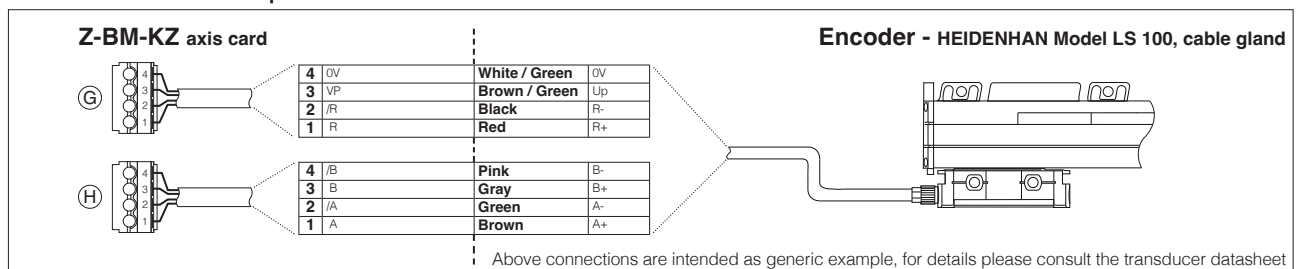 Z-BM-KZ axis card
Encoder - HEIDENHAN Model LS 100, cable gland
G
4
3
2
1
4 0V White / Green 0V
3 VP Brown / Green Up
2 /R Black R-
1 R Red R+
H
4
3
2
1
4 /B Pink B-
3 B Gray B+
2 /A Green A-
1 A Brown A+
Above connections are intended as generic example, for details please consult the transducer datasheet